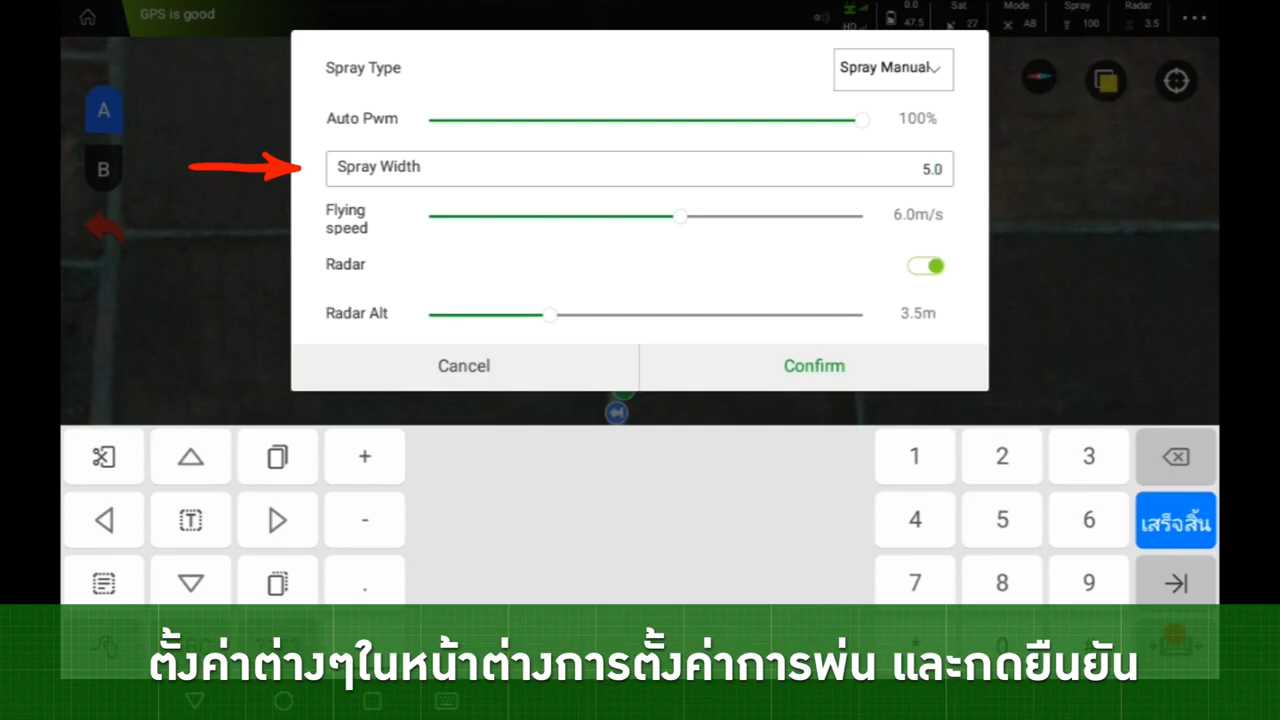 GPS is good
0.0
Sat
Mode
Spray
Radar
HD
47.5
27
AB
100
3.5
Spray Type
Spray Manual
A
Auto Pwm
100%
B
Spray Width
5.0
Flying
speed
6.0m/s
Radar
Radar Alt
3.5m
Cancel
Confirm
+
1
2
3
T
-
4
5
6
เสร็จสิ้น
.
7
8
9
ตั้งค่าต่างๆในหน้าต่างการตั้งค่าการพ่น และกดยืนยัน